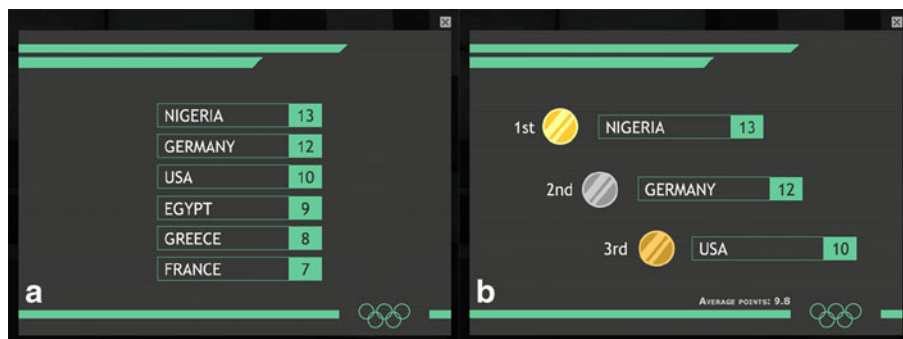 NIGERIA 13
GERMANY 12
USA 10
EGYPT 9
GREECE 8
FRANCE 7
a
1st NIGERIA 13
2nd GERMANY 12
3rd USA 10
AVERAGE POINTS: 9.8
b